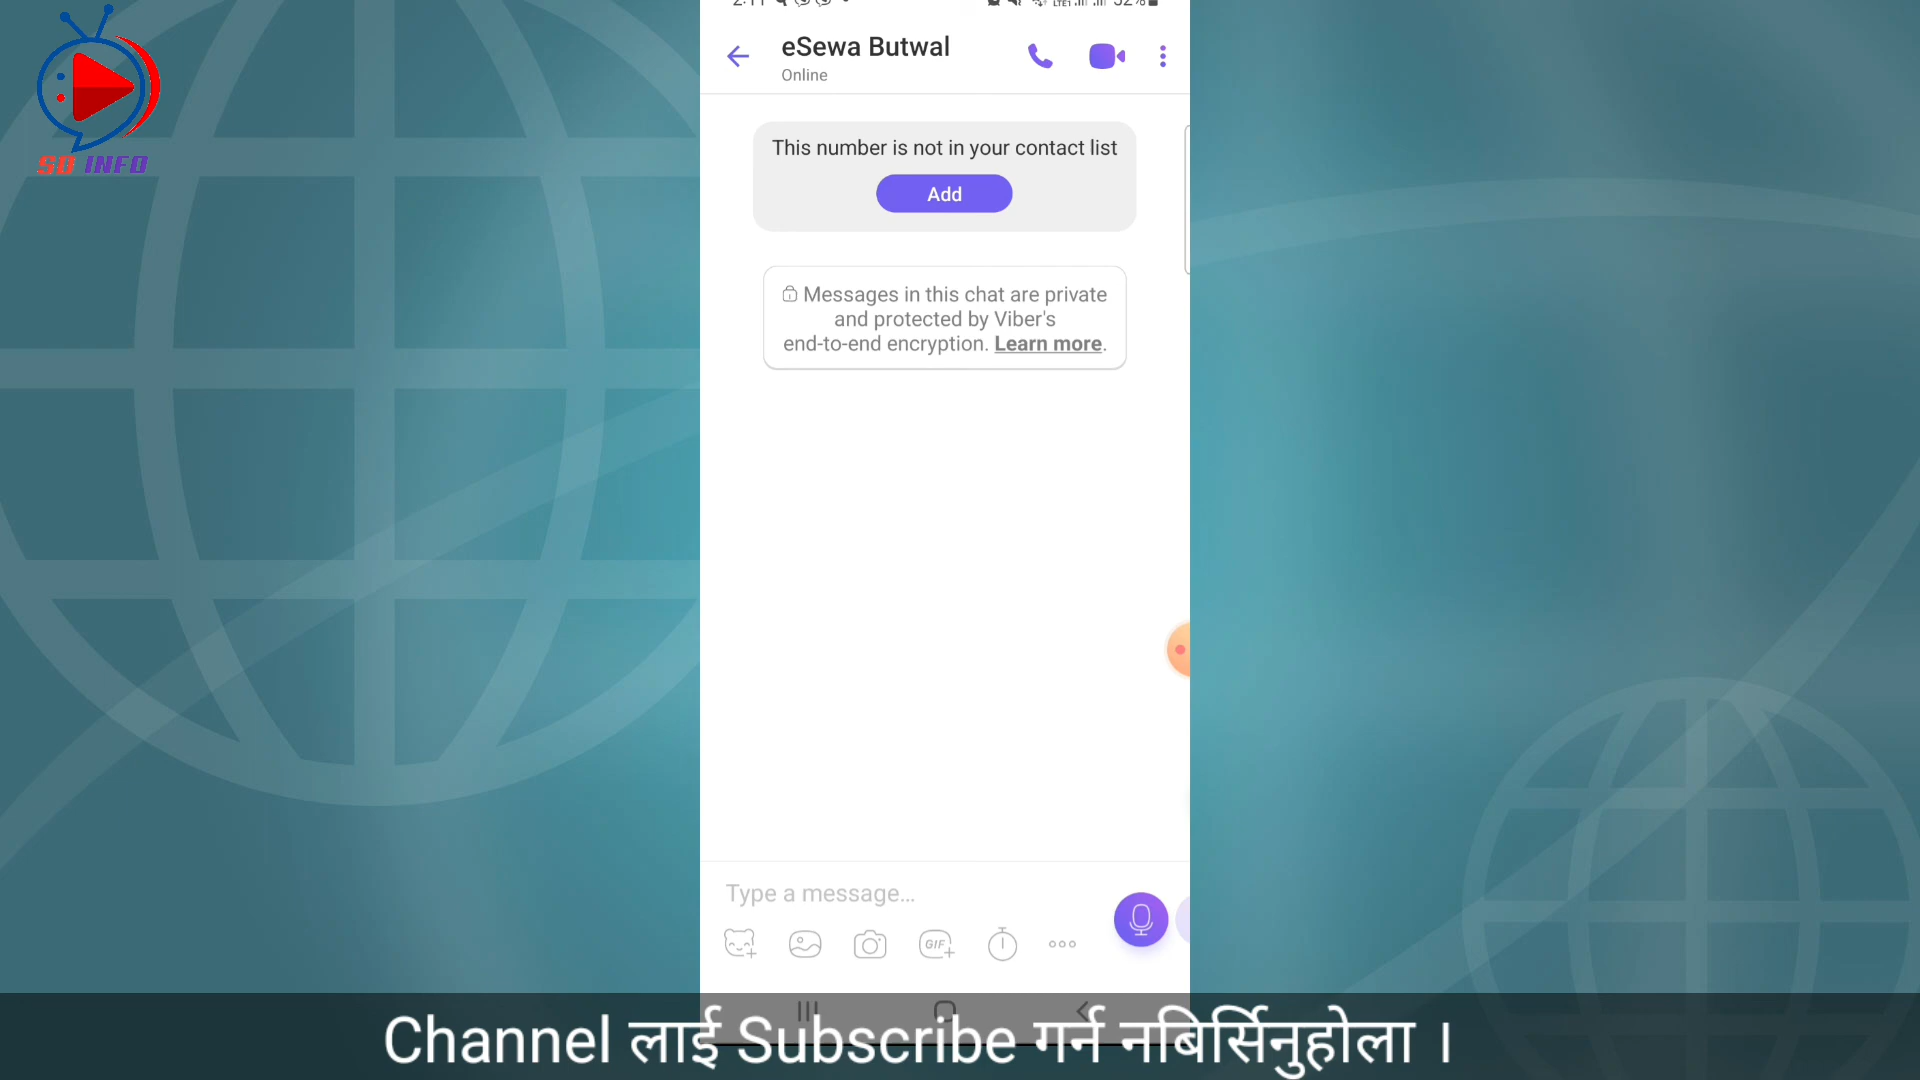 SD INFO
eSewa Butwal
Online
This number is not in your contact list
Add
Messages in this chat are private
and protected by Viber's
end-to-end encryption. Learn more.
Type a message...
GIF
Channel लाई Subscribe गर्न नबिर्सिनुहोला ।